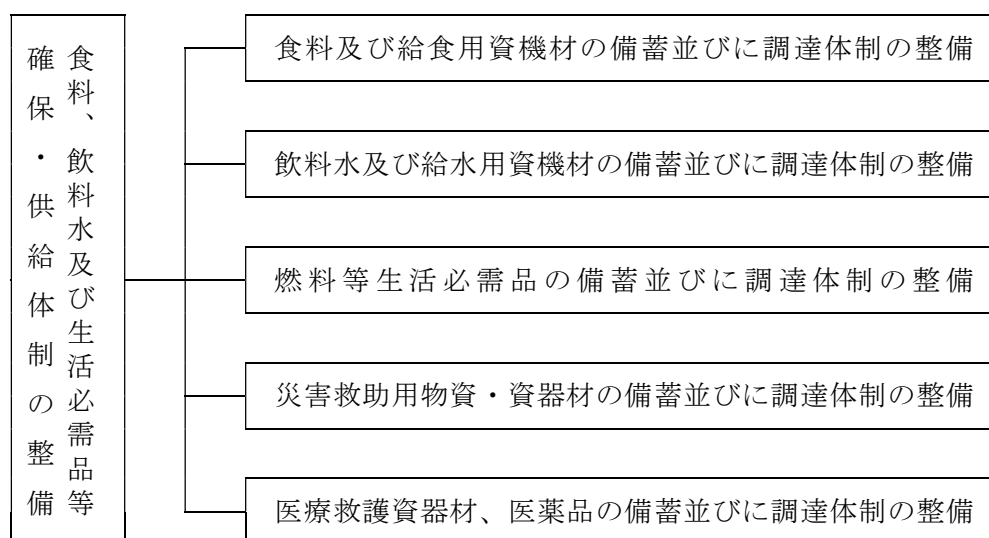 食料、飲料水及び生活必需品等
確保・供給体制の整備
食料及び給食用資機材の備蓄並びに調達体制の整備
飲料水及び給水用資機材の備蓄並びに調達体制の整備
燃料等生活必需品の備蓄並びに調達体制の整備
災害救助用物資・資器材の備蓄並びに調達体制の整備
医療救護資器材、医薬品の備蓄並びに調達体制の整備